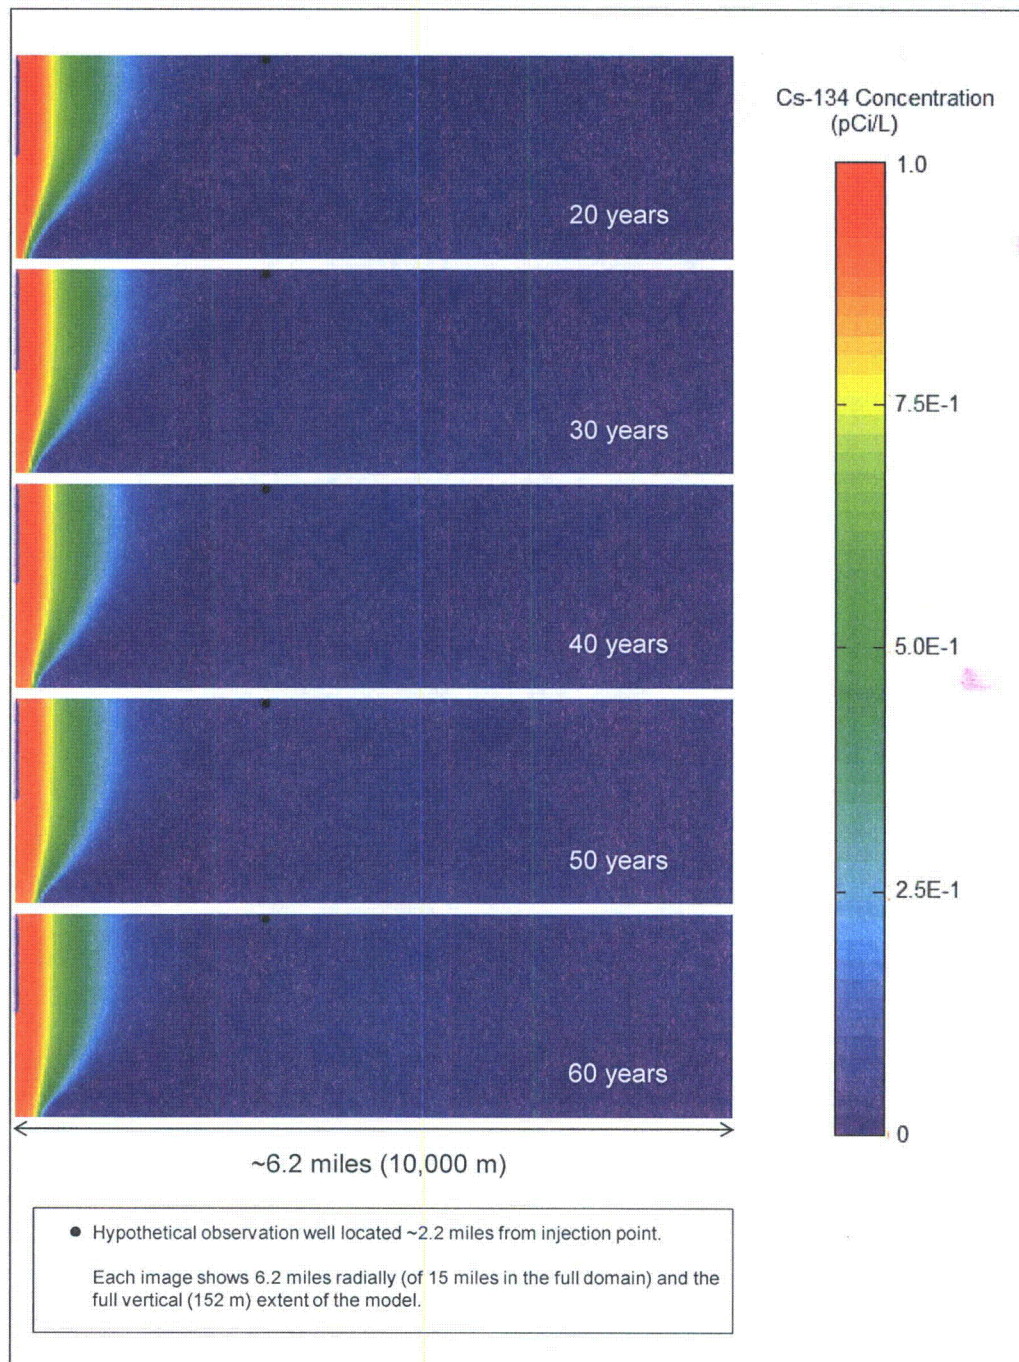 Cs-134 Concentration
(pCi/L)
1.0
20 years
30 years
7.5E-1
40 years
5.0E-1
50 years
2.5E-1
60 years
0
~6.2 miles (10,000 m)
● Hypothetical observation well located ~2.2 miles from injection point.
Each image shows 6.2 miles radially (of 15 miles in the full domain) and the
full vertical (152 m) extent of the model.